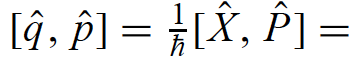 [q̂, p̂] = 1/ħ [X̂, P̂] =